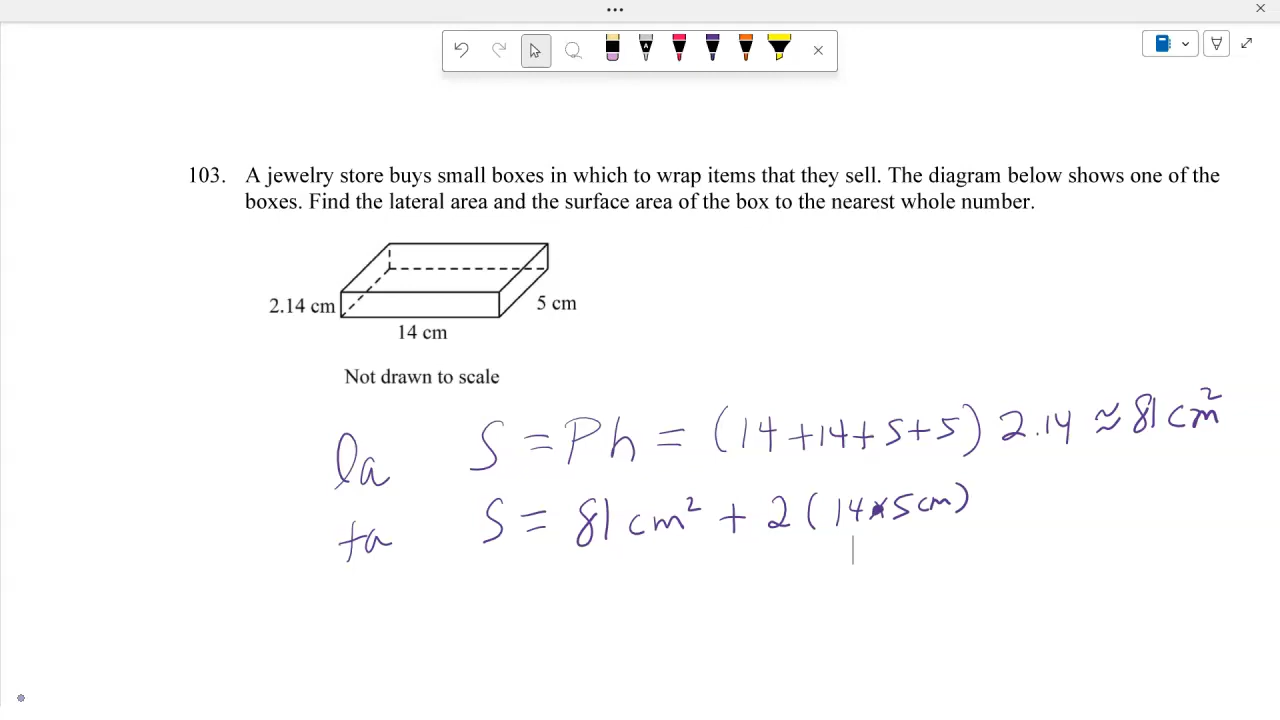 103. A jewelry store buys small boxes in which to wrap items that they sell. The diagram below shows one of the
boxes. Find the lateral area and the surface area of the box to the nearest whole number.
2.14 cm
5 cm
14 cm
Not drawn to scale
la S = Ph = (14+14+5+5) 2.14 ≈ 81 cm²
ta S = 81 cm² + 2 (14*5 cm)